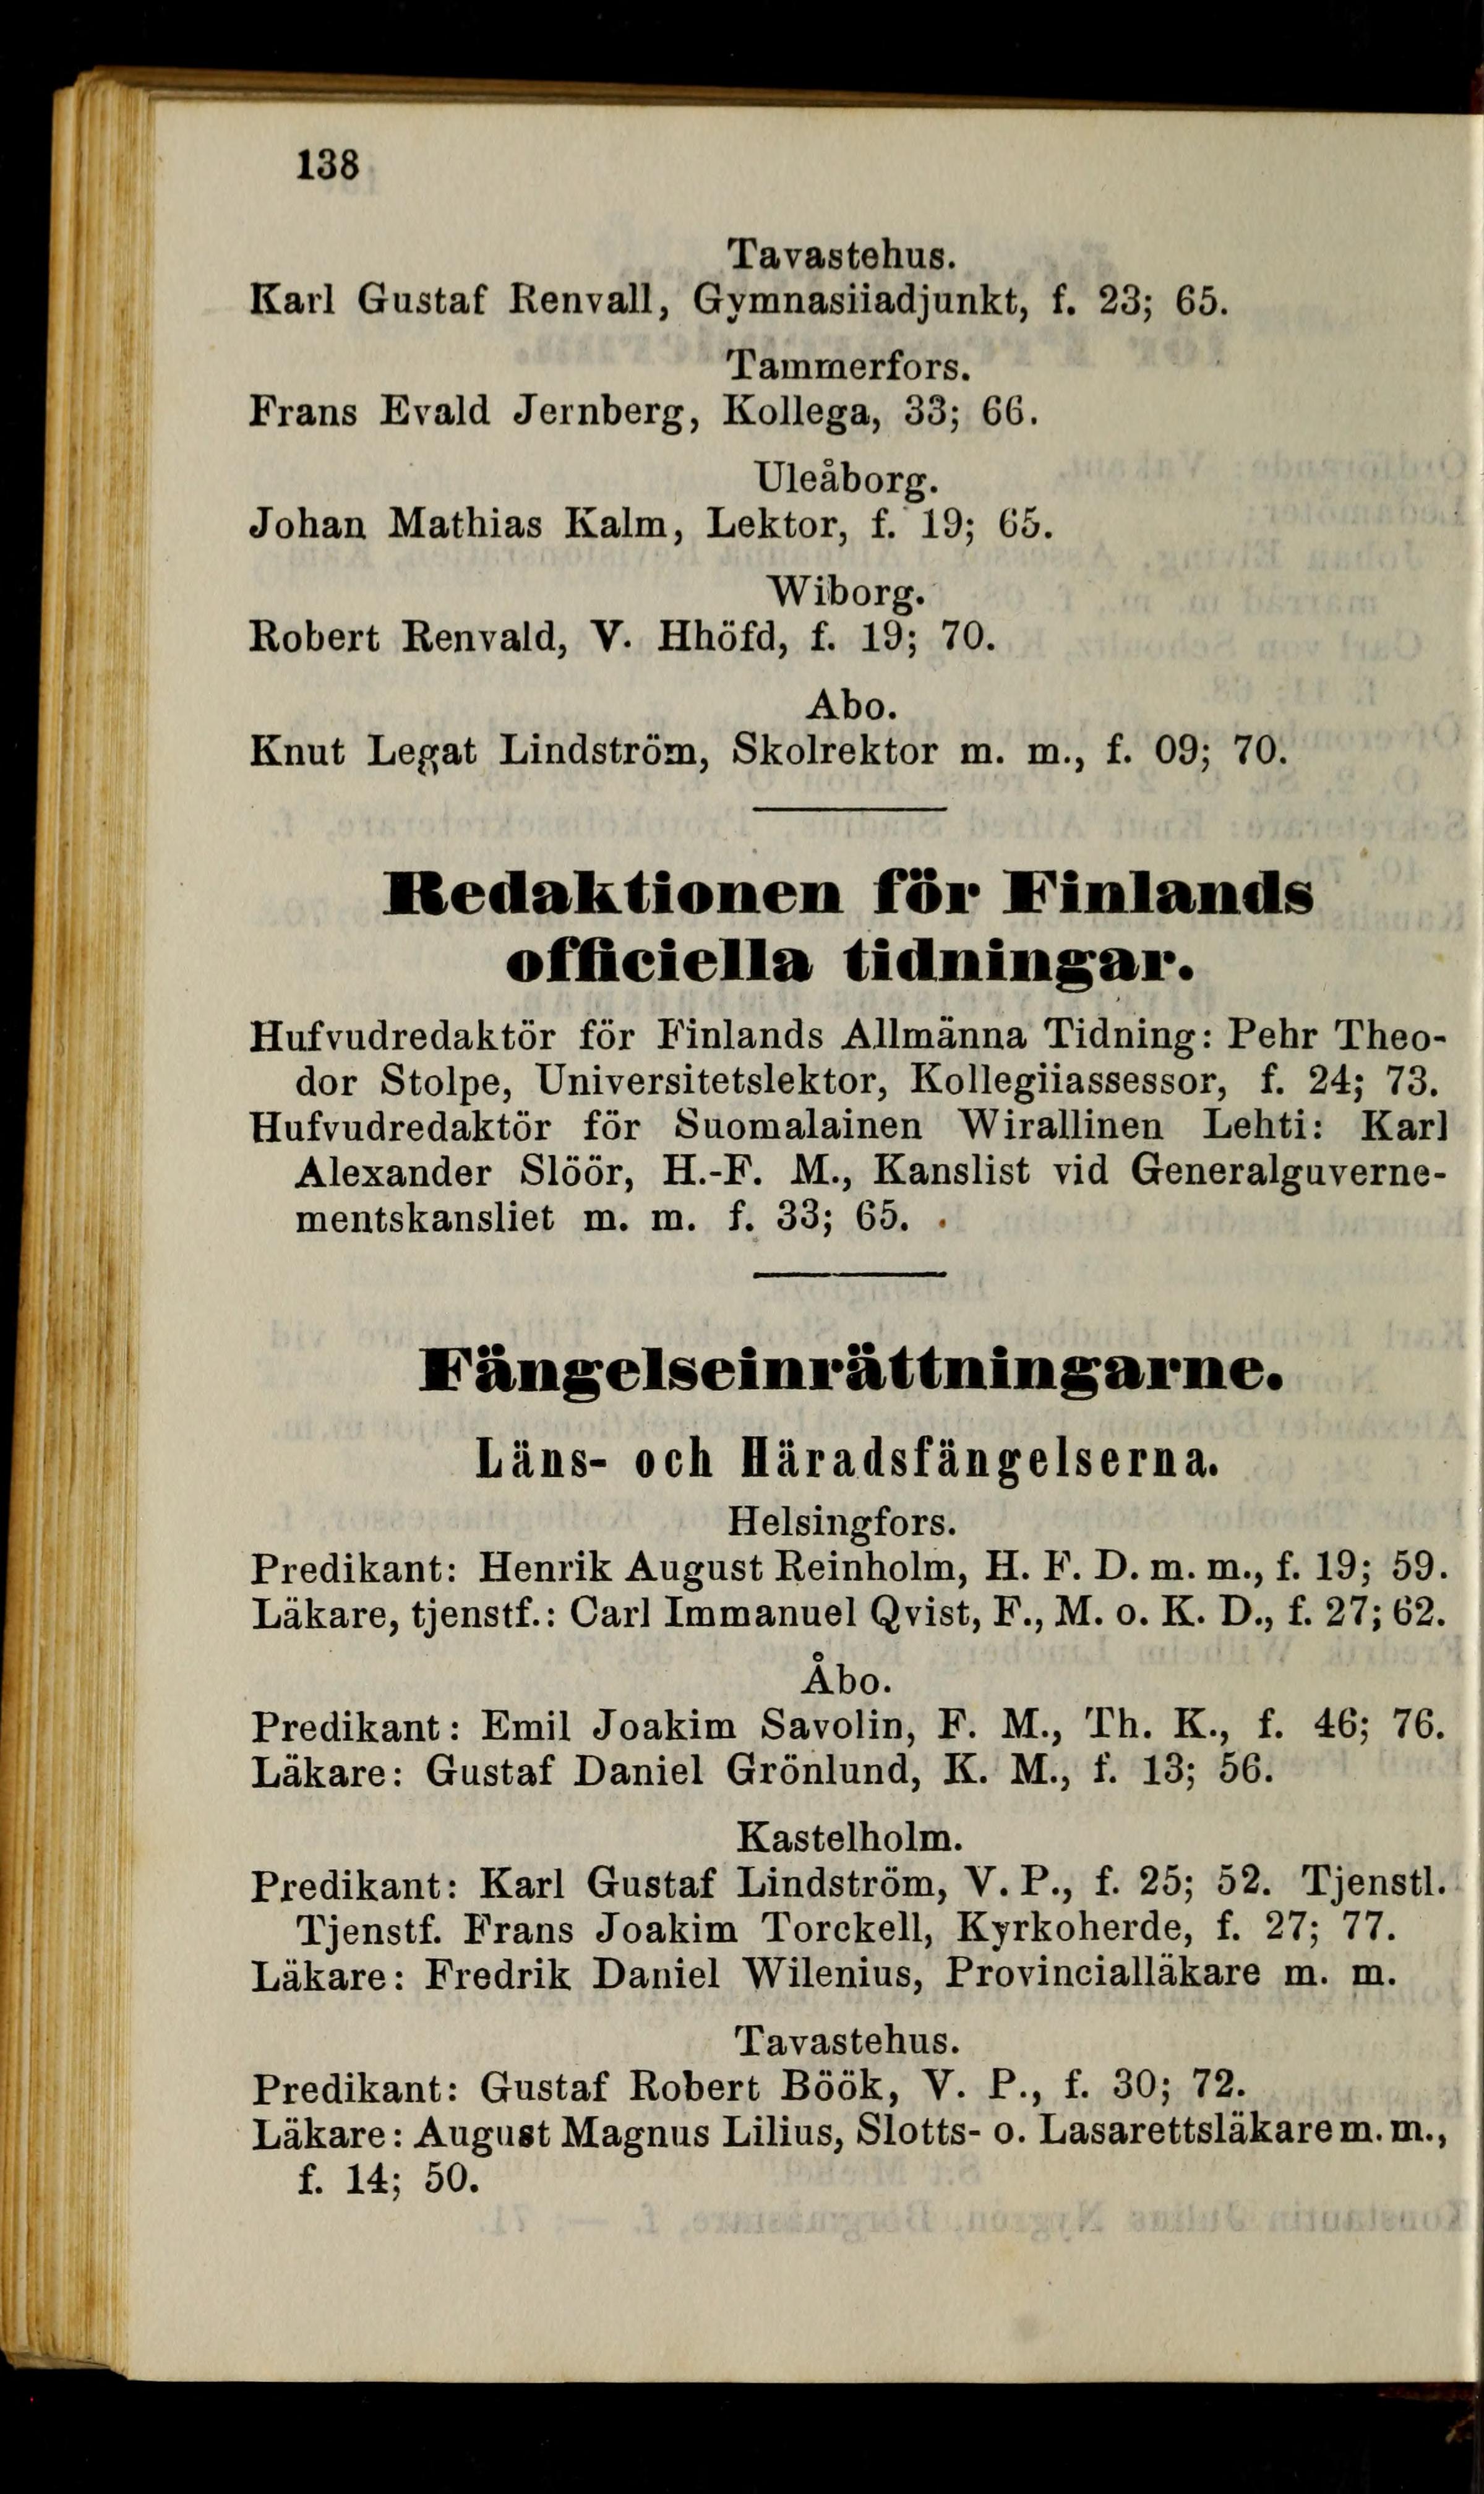 138
Tavastehus.
Karl Gustaf Renvall, Gymnasiiadjunkt, f. 23; 65.
Tammerfors.
Frans Evald Jernberg, Kollega, 33; 66.
Uleåborg.
Johan Mathias Kalm, Lektor, f. 19; 65.
Wiborg.
Robert Renvald, V. Hhöfd, f. 19; 70.
Abo.
Knut Legat Lindström, Skolrektor m. m., f. 09; 70.
Redaktionen för Finlands
officiella tidningar.
Hufvudredaktör för Finlands Allmänna Tidning: Pehr Theo-
dor Stolpe, Universitetslektor, Kollegiiassessor, f. 24; 73.
Hufvudredaktör för Suomalainen Wirallinen Lehti: Karl
Alexander Slöör, H.-F. M., Kanslist vid Generalguverne-
mentskansliet m. m. f. 33; 65.
Fängelseinrättningarne.
Läns- och Häradsfängelserna.
Helsingfors.
Predikant: Henrik August Reinholm, H. F. D. m. m., f. 19; 59.
Läkare, tjenstf.: Carl Immanuel Qvist, F., M. o. K. D., f. 27; 62.
Åbo.
Predikant: Emil Joakim Savolin, F. M., Th. K., f. 46; 76.
Läkare: Gustaf Daniel Grönlund, K. M., f. 13; 56.
Kastelholm.
Predikant: Karl Gustaf Lindström, V. P., f. 25; 52. Tjenstl.
Tjenstf. Frans Joakim Torckell, Kyrkoherde, f. 27; 77.
Läkare: Fredrik Daniel Wilenius, Provincialläkare m. m.
Tavastehus.
Predikant: Gustaf Robert Böök, V. P., f. 30; 72.
Läkare: August Magnus Lilius, Slotts- o. Lasarettsläkare m. m.,
f. 14; 50.